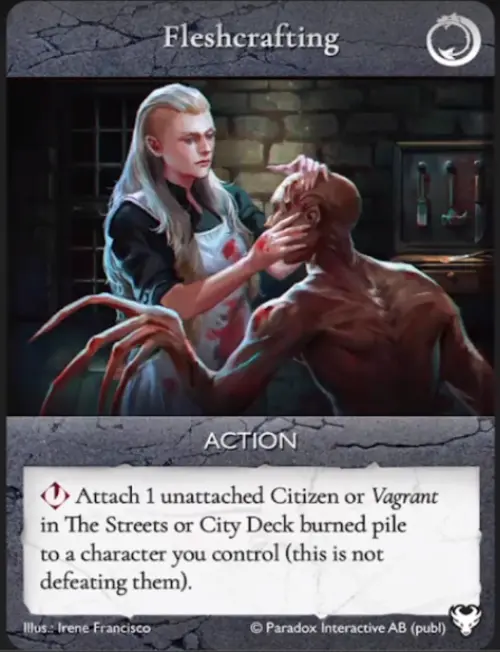 Fleshcrafting
ACTION
Attach 1 unattached Citizen or Vagrant
in The Streets or City Deck burned pile
to a character you control (this is not
defeating them).
Illus.: Irene Francisco © Paradox Interactive AB (publ)